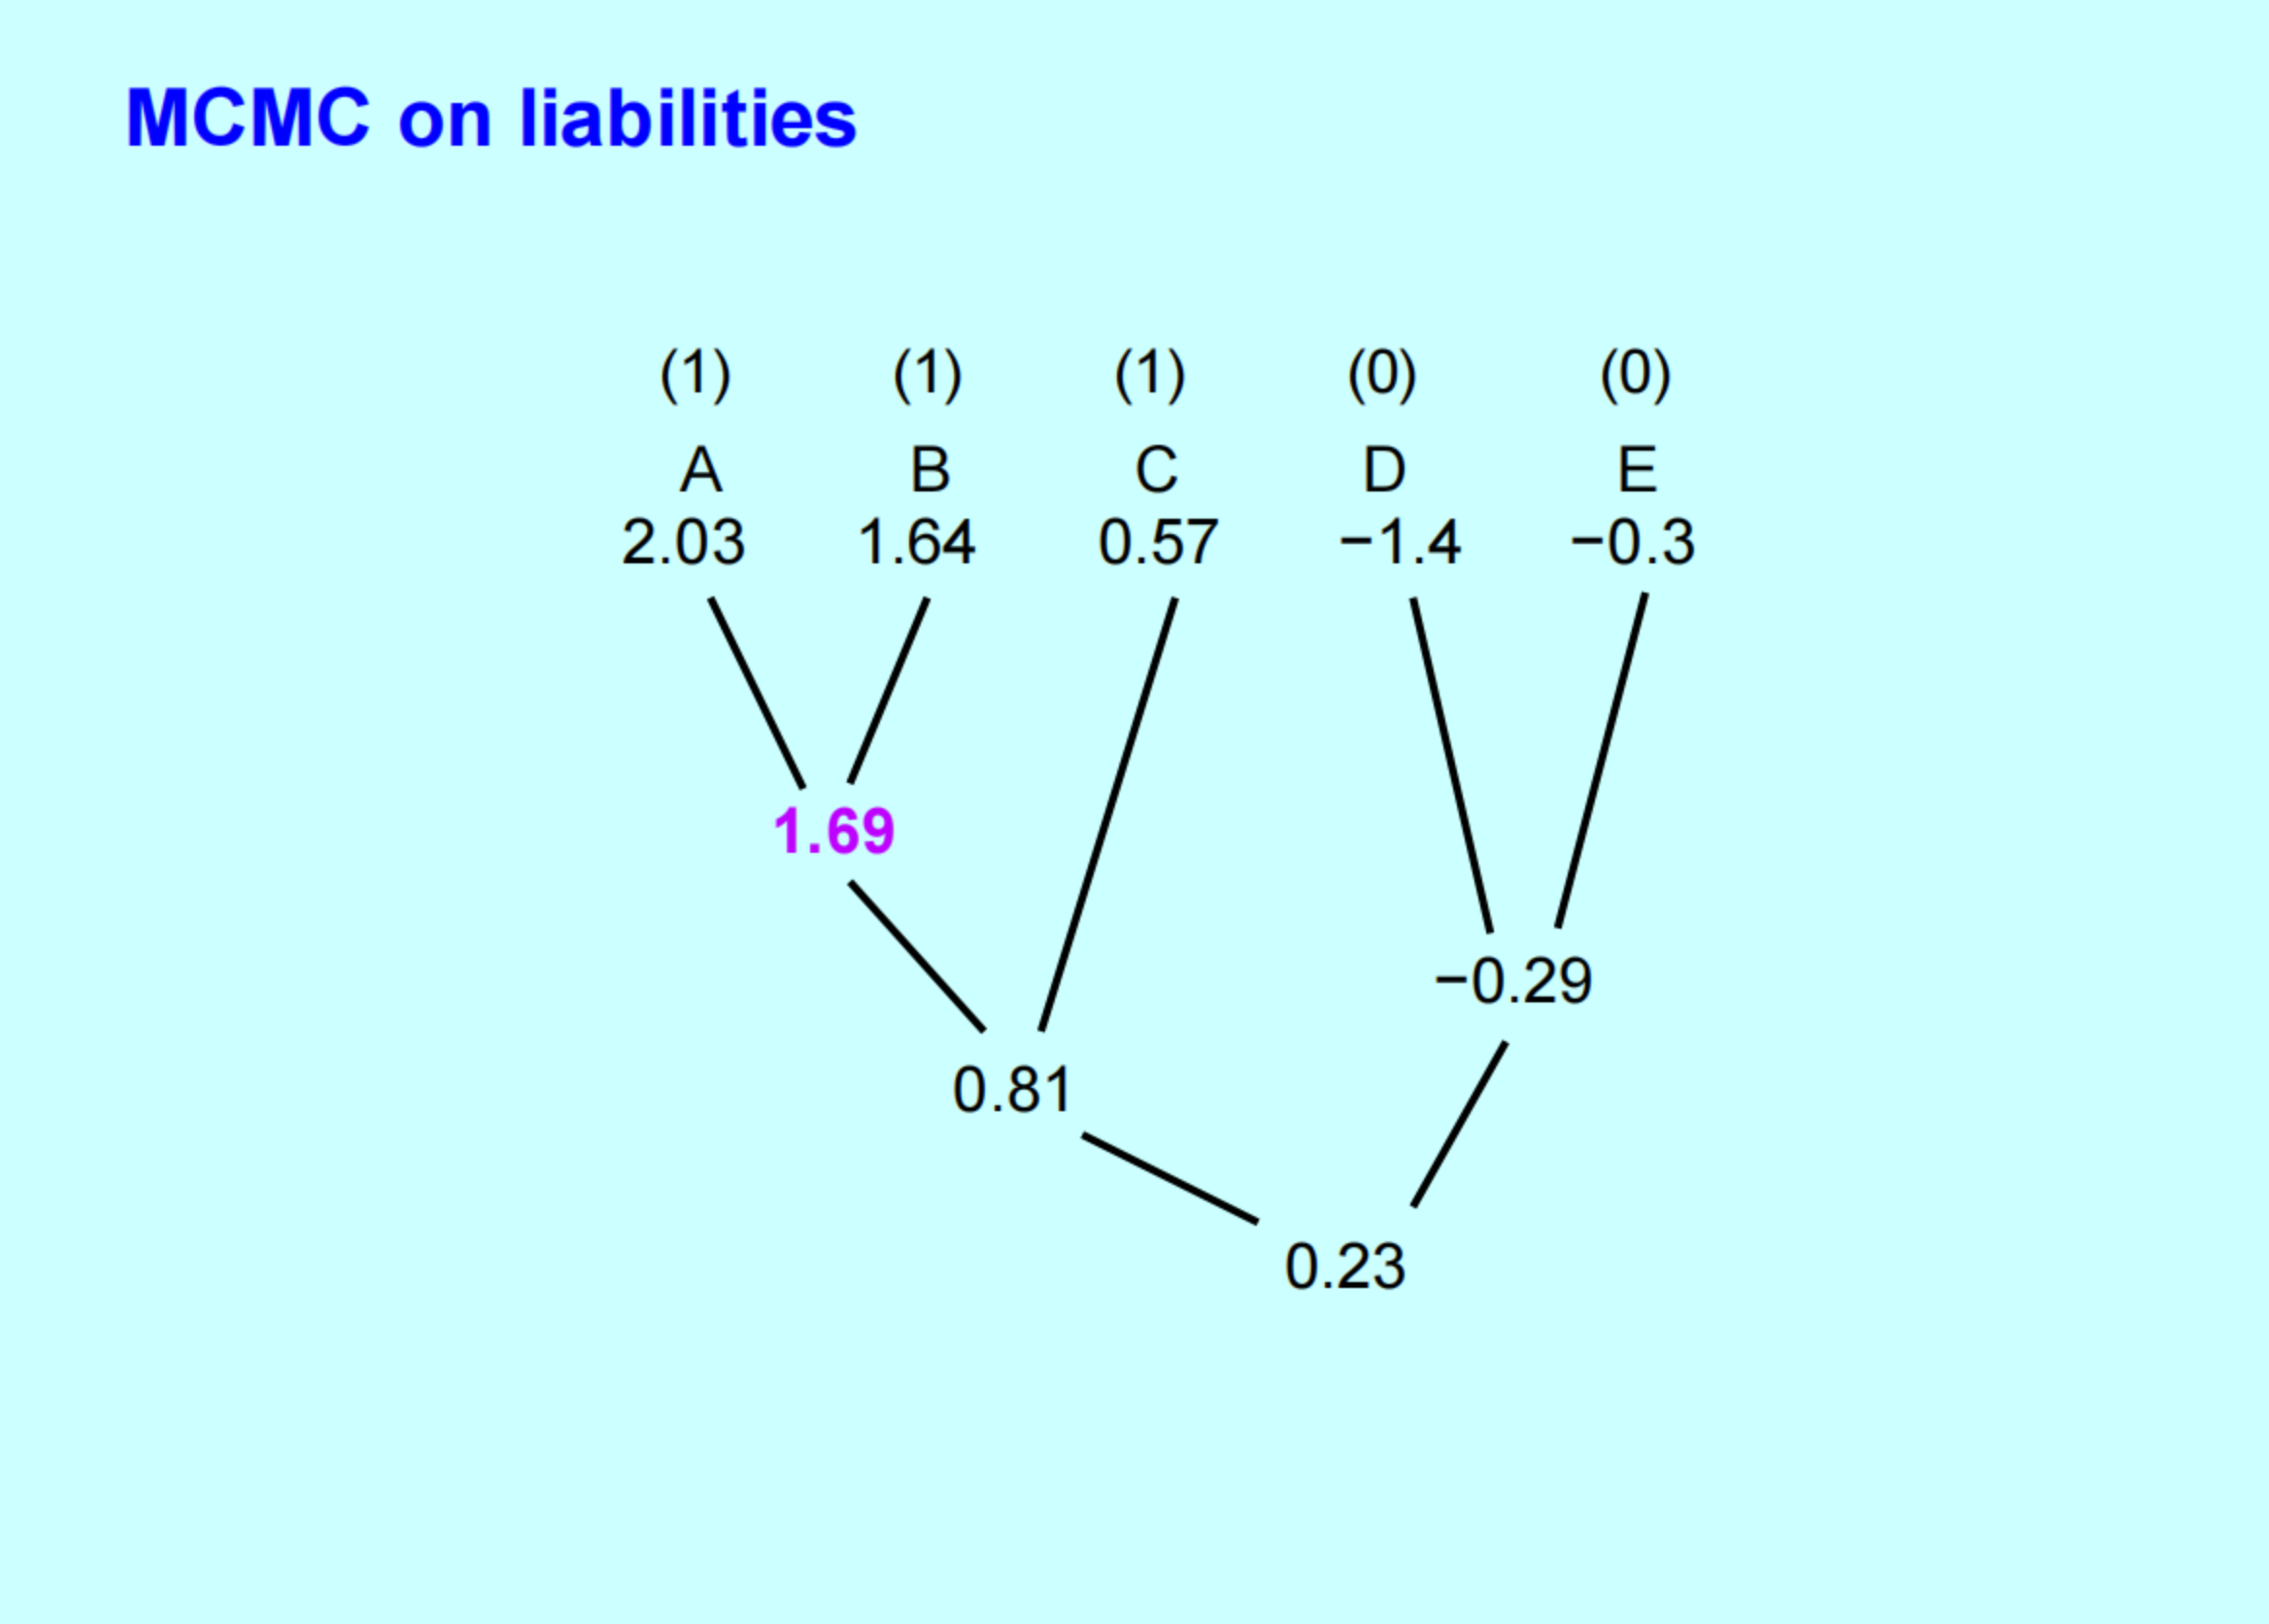 MCMC on liabilities
(1) (1) (1) (0) (0)
A B C D E
2.03 1.64 0.57 −1.4 −0.3
1.69
−0.29
0.81
0.23